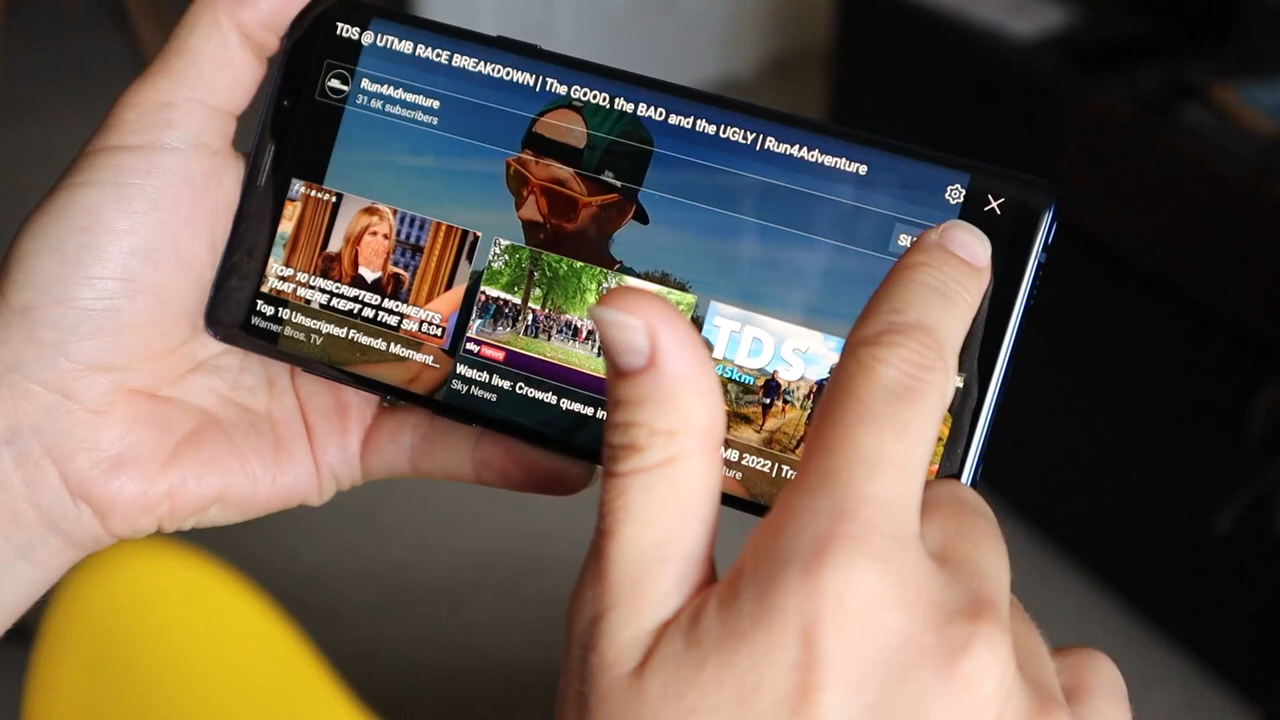 TDS @ UTMB RACE BREAKDOWN | The GOOD, the BAD and the UGLY | Run4Adventure
Run4Adventure
31.6K subscribers
SU
FRIENDS
TOP 10 UNSCRIPTED MOMENTS
THAT WERE KEPT IN THE SH
8:04
Top 10 Unscripted Friends Moment...
Warner Bros. TV
sky news
Watch live: Crowds queue in
Sky News
TDS
45km
MB 2022 | Tra
ture